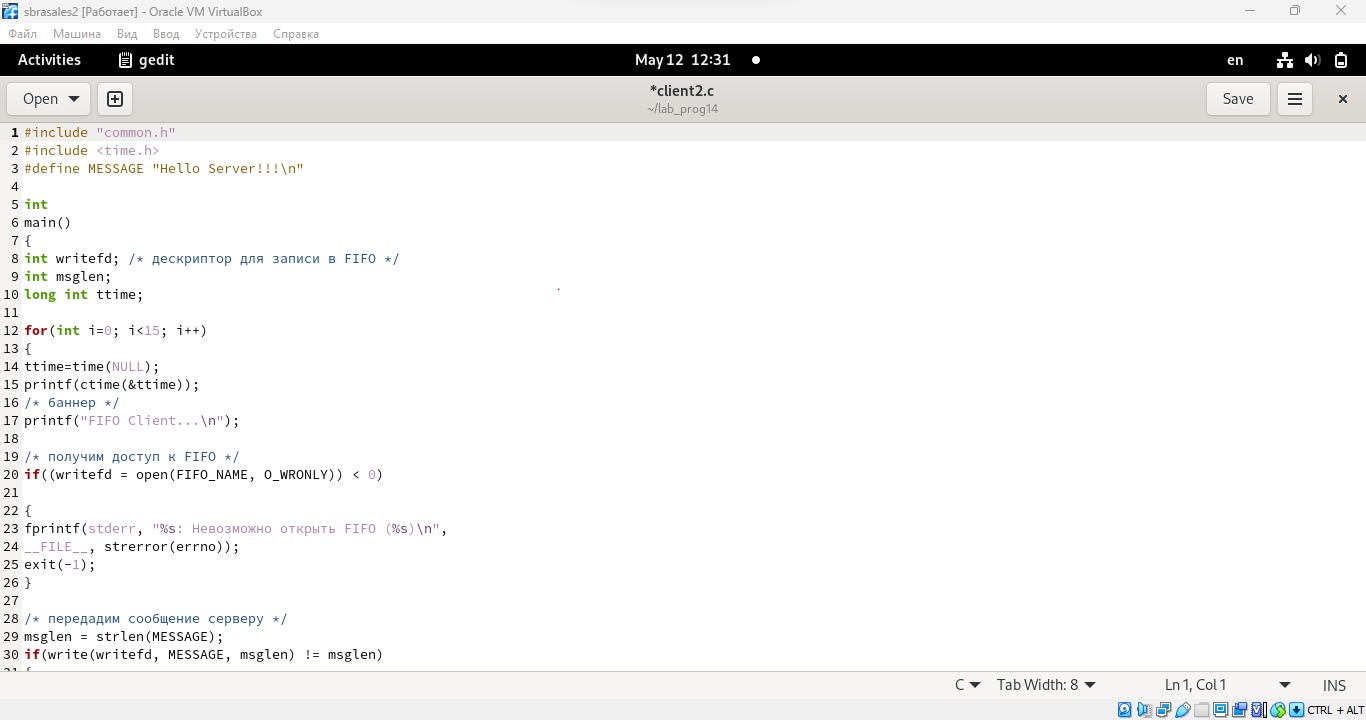 sbrasales2 [Работает] - Oracle VM VirtualBox
Файл Машина Вид Ввод Устройства Справка
Activities gedit May 12 12:31 en
Open *client2.c Save
~/lab_prog14
1 #include "common.h"
2 #include <time.h>
3 #define MESSAGE "Hello Server!!!\n"
4
5 int
6 main()
7 {
8 int writefd; /* дескриптор для записи в FIFO */
9 int msglen;
10 long int ttime;
11
12 for(int i=0; i<15; i++)
13 {
14 ttime=time(NULL);
15 printf(ctime(&ttime));
16 /* баннер */
17 printf("FIFO Client...\n");
18
19 /* получим доступ к FIFO */
20 if((writefd = open(FIFO_NAME, O_WRONLY)) < 0)
21
22 {
23 fprintf(stderr, "%s: Невозможно открыть FIFO (%s)\n",
24 __FILE__, strerror(errno));
25 exit(-1);
26 }
27
28 /* передадим сообщение серверу */
29 msglen = strlen(MESSAGE);
30 if(write(writefd, MESSAGE, msglen) != msglen)
31 {
C Tab Width: 8 Ln 1, Col 1 INS
CTRL + ALT